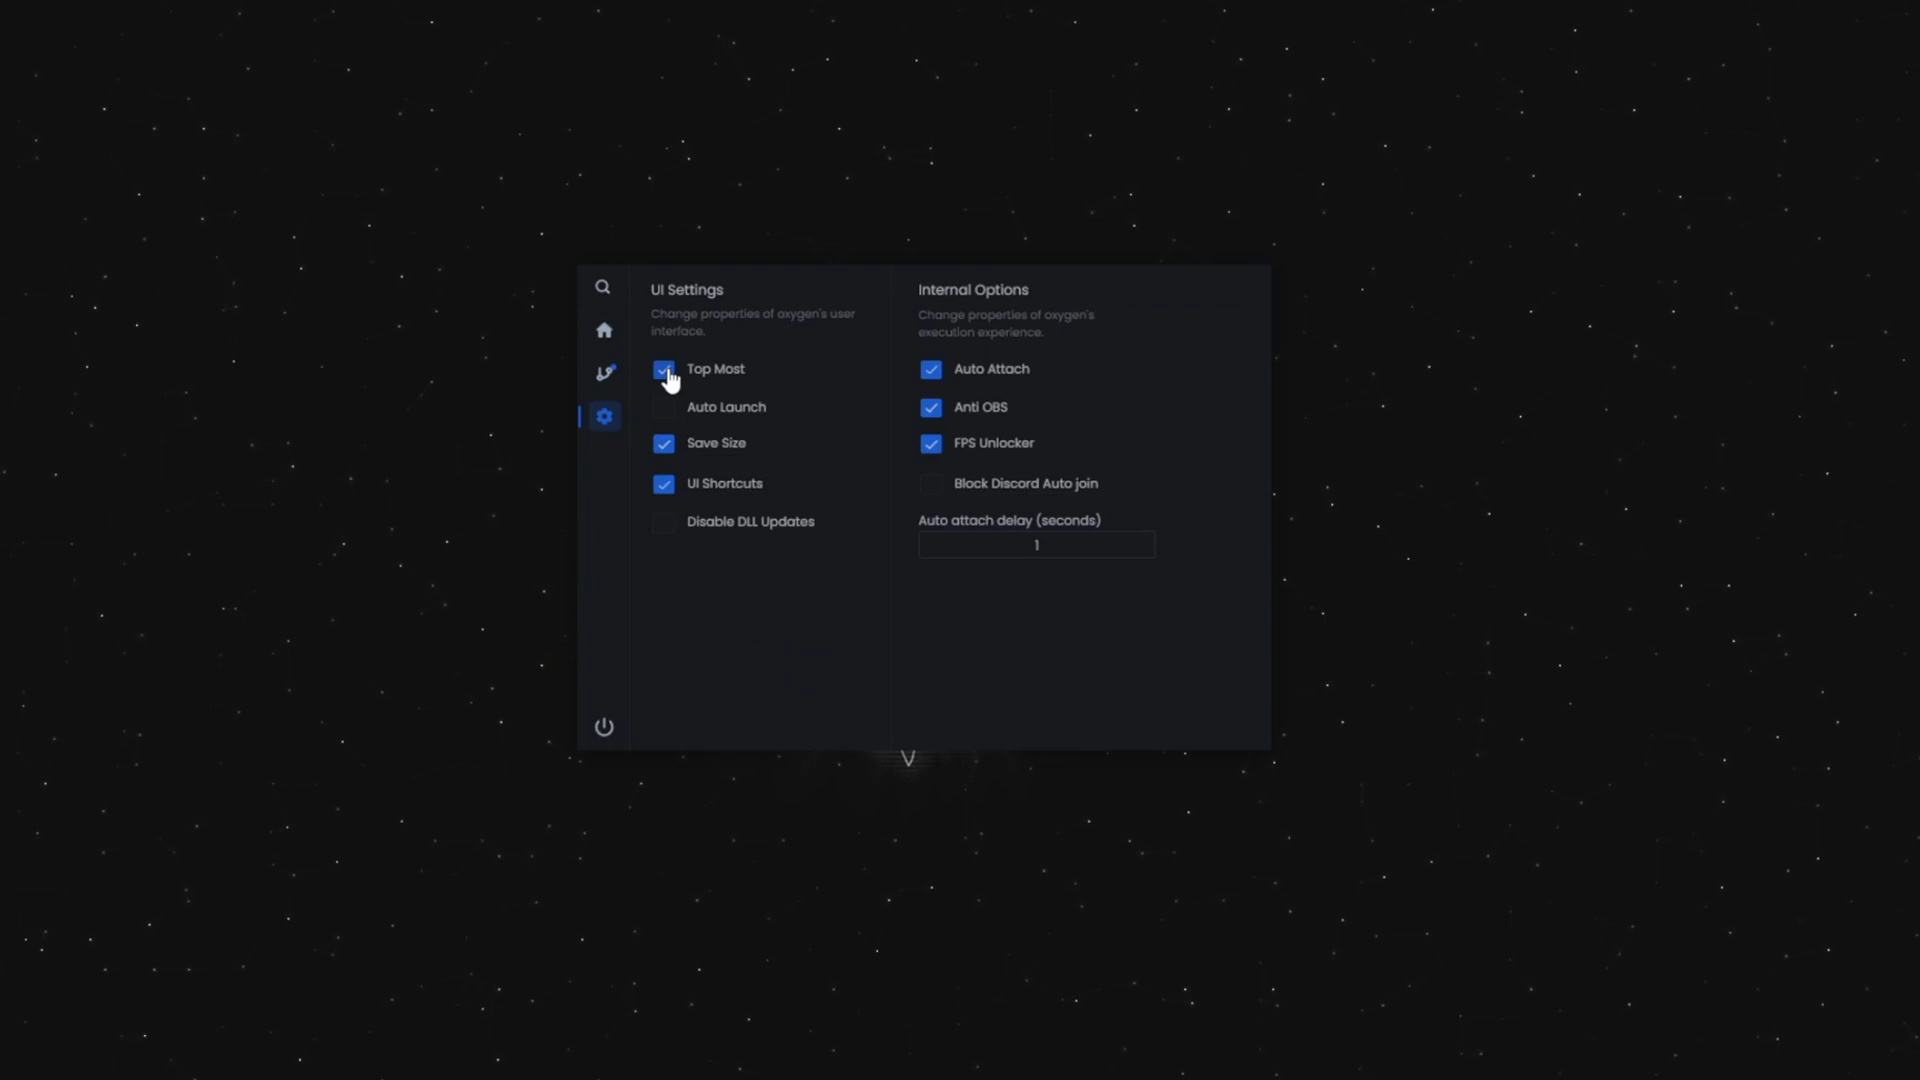 UI Settings
Change properties of oxygen's user
interface.
Top Most
Auto Launch
Save Size
UI Shortcuts
Disable DLL Updates
Internal Options
Change properties of oxygen's
execution experience.
Auto Attach
Anti OBS
FPS Unlocker
Block Discord Auto join
Auto attach delay (seconds)
1